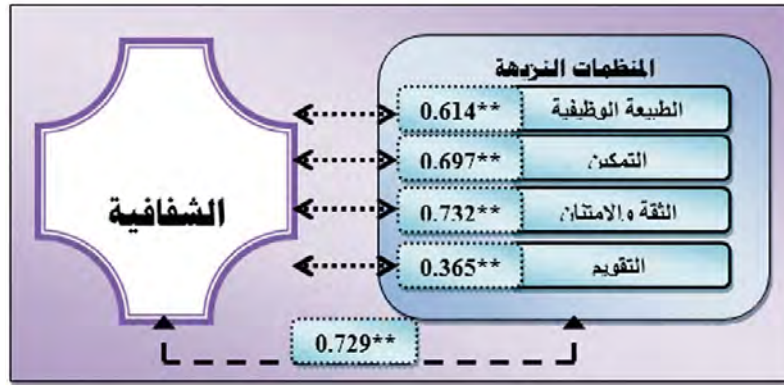 المنظمات النزيهة
الطبيعة الوظيفية
0.614**
التمكين
0.697**
الثقة والامتنان
0.732**
التقويم
0.365**
الشفافية
0.729**